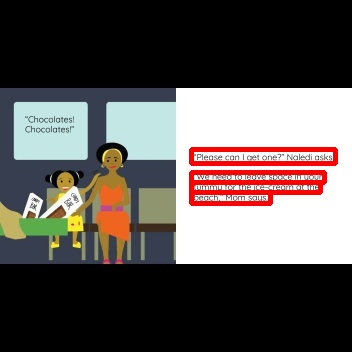 "Chocolates!
Chocolates!"
"Please can I get one?" Naledi asks.
"We need to leave space in your
tummy for the ice-cream at the
beach," Mom says.